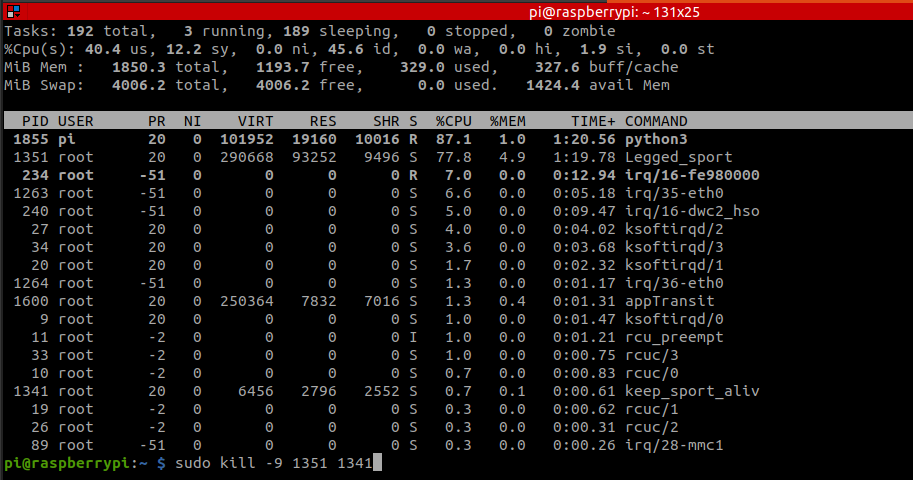 pi@raspberrypi: ~ 131x25
Tasks: 192 total,   3 running, 189 sleeping,   0 stopped,   0 zombie
%Cpu(s): 40.4 us, 12.2 sy,  0.0 ni, 45.6 id,  0.0 wa,  0.0 hi,  1.9 si,  0.0 st
MiB Mem :   1850.3 total,   1193.7 free,    329.0 used,    327.6 buff/cache
MiB Swap:   4006.2 total,   4006.2 free,      0.0 used.   1424.4 avail Mem
PID USER      PR  NI    VIRT    RES    SHR S  %CPU  %MEM     TIME+ COMMAND
1855 pi        20   0  101952  19160  10016 R  87.1   1.0   1:20.56 python3
1351 root      20   0  290668  93252   9496 S  77.8   4.9   1:19.78 Legged_sport
234 root     -51   0       0      0      0 R   7.0   0.0   0:12.94 irq/16-fe980000
1263 root     -51   0       0      0      0 S   6.6   0.0   0:05.18 irq/35-eth0
240 root     -51   0       0      0      0 S   5.0   0.0   0:09.47 irq/16-dwc2_hso
27 root      20   0       0      0      0 S   4.0   0.0   0:04.02 ksoftirqd/2
34 root      20   0       0      0      0 S   3.6   0.0   0:03.68 ksoftirqd/3
20 root      20   0       0      0      0 S   1.7   0.0   0:02.32 ksoftirqd/1
1264 root     -51   0       0      0      0 S   1.3   0.0   0:01.17 irq/36-eth0
1600 root      20   0  250364   7832   7016 S   1.3   0.4   0:01.31 appTransit
9 root      20   0       0      0      0 S   1.0   0.0   0:01.47 ksoftirqd/0
11 root      -2   0       0      0      0 I   1.0   0.0   0:01.21 rcu_preempt
33 root      -2   0       0      0      0 S   1.0   0.0   0:00.75 rcuc/3
10 root      -2   0       0      0      0 S   0.7   0.0   0:00.83 rcuc/0
1341 root      20   0    6456   2796   2552 S   0.7   0.1   0:00.61 keep_sport_aliv
19 root      -2   0       0      0      0 S   0.3   0.0   0:00.62 rcuc/1
26 root      -2   0       0      0      0 S   0.3   0.0   0:00.31 rcuc/2
89 root     -51   0       0      0      0 S   0.3   0.0   0:00.26 irq/28-mmc1
pi@raspberrypi:~ $ sudo kill -9 1351 1341